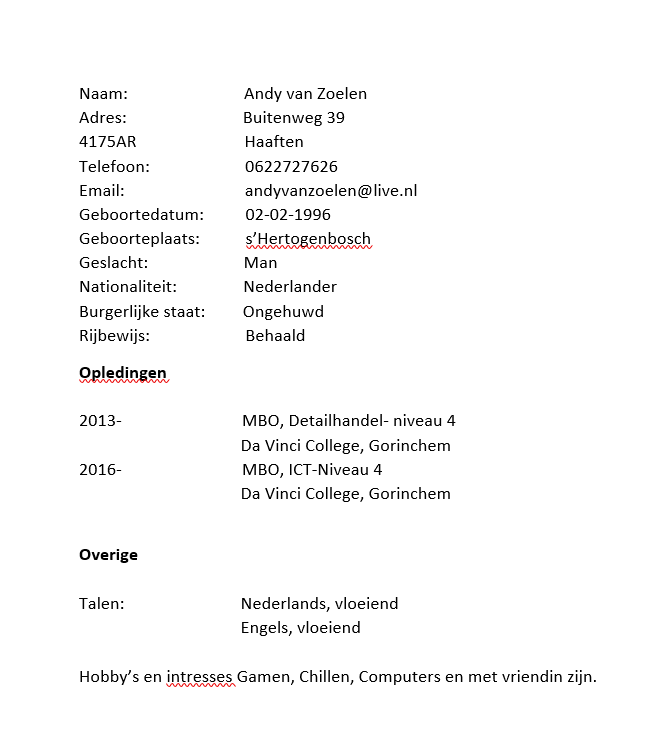 Naam: Andy van Zoelen
Adres: Buitenweg 39
4175AR Haaften
Telefoon: 0622727626
Email: andyvanzoelen@live.nl
Geboortedatum: 02-02-1996
Geboorteplaats: s’Hertogenbosch
Geslacht: Man
Nationaliteit: Nederlander
Burgerlijke staat: Ongehuwd
Rijbewijs: Behaald
Opledingen
2013- MBO, Detailhandel- niveau 4
Da Vinci College, Gorinchem
2016- MBO, ICT-Niveau 4
Da Vinci College, Gorinchem
Overige
Talen: Nederlands, vloeiend
Engels, vloeiend
Hobby’s en intresses Gamen, Chillen, Computers en met vriendin zijn.